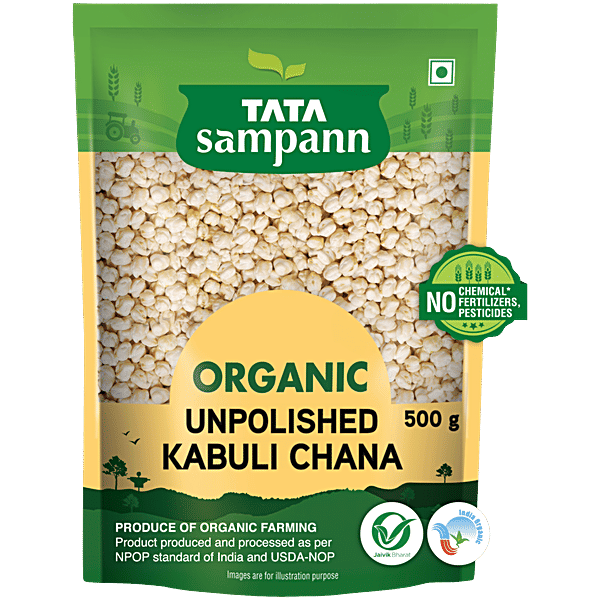 TATA
sampann
NO CHEMICAL*
FERTILIZERS,
PESTICIDES
ORGANIC
UNPOLISHED
KABULI CHANA
500 g
PRODUCE OF ORGANIC FARMING
Product produced and processed as per
NPOP standard of India and USDA-NOP
Jaivik Bharat
India Organic
Images are for illustration purpose